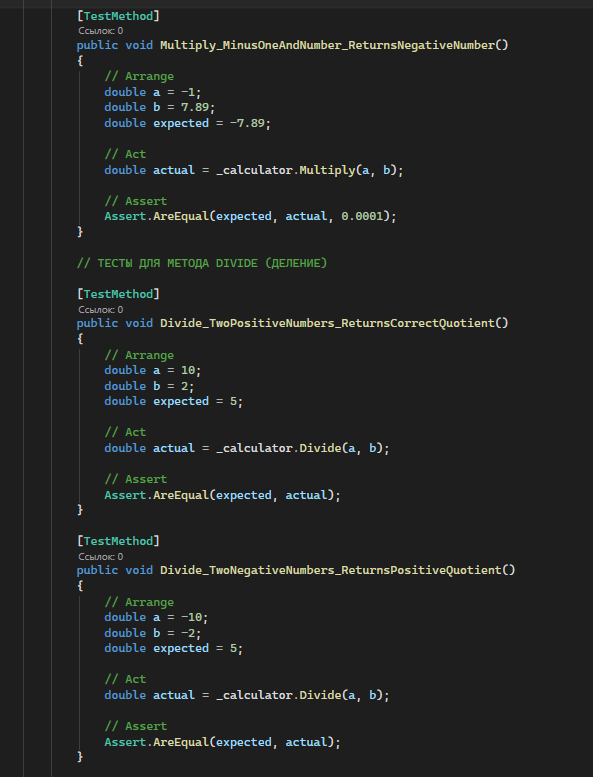 [TestMethod]
Ссылок: 0
public void Multiply_MinusOneAndNumber_ReturnsNegativeNumber()
{
// Arrange
double a = -1;
double b = 7.89;
double expected = -7.89;
// Act
double actual = _calculator.Multiply(a, b);
// Assert
Assert.AreEqual(expected, actual, 0.0001);
}
// ТЕСТЫ ДЛЯ МЕТОДА DIVIDE (ДЕЛЕНИЕ)
[TestMethod]
Ссылок: 0
public void Divide_TwoPositiveNumbers_ReturnsCorrectQuotient()
{
// Arrange
double a = 10;
double b = 2;
double expected = 5;
// Act
double actual = _calculator.Divide(a, b);
// Assert
Assert.AreEqual(expected, actual);
}
[TestMethod]
Ссылок: 0
public void Divide_TwoNegativeNumbers_ReturnsPositiveQuotient()
{
// Arrange
double a = -10;
double b = -2;
double expected = 5;
// Act
double actual = _calculator.Divide(a, b);
// Assert
Assert.AreEqual(expected, actual);
}